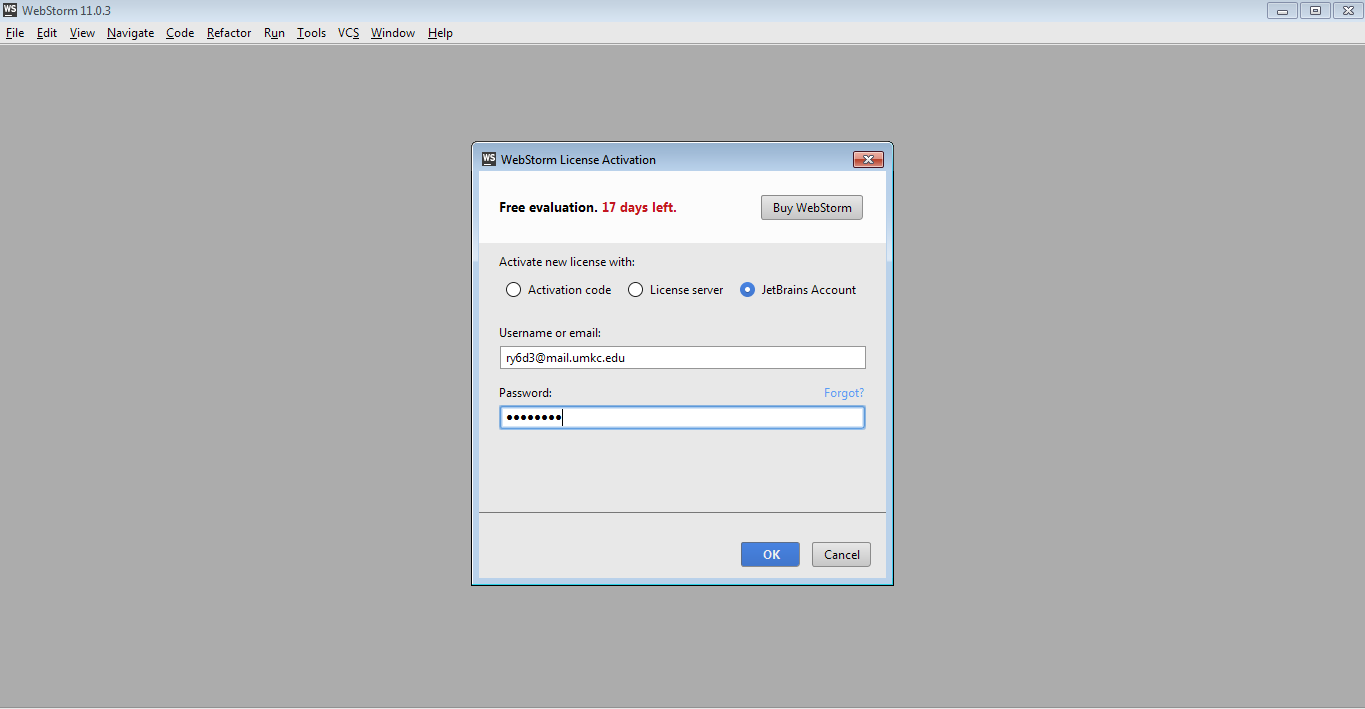 WS WebStorm 11.0.3
File Edit View Navigate Code Refactor Run Tools VCS Window Help
WS WebStorm License Activation
Free evaluation. 17 days left. Buy WebStorm
Activate new license with:
Activation code License server JetBrains Account
Username or email:
ry6d3@mail.umkc.edu
Password: Forgot?
••••••••
OK Cancel